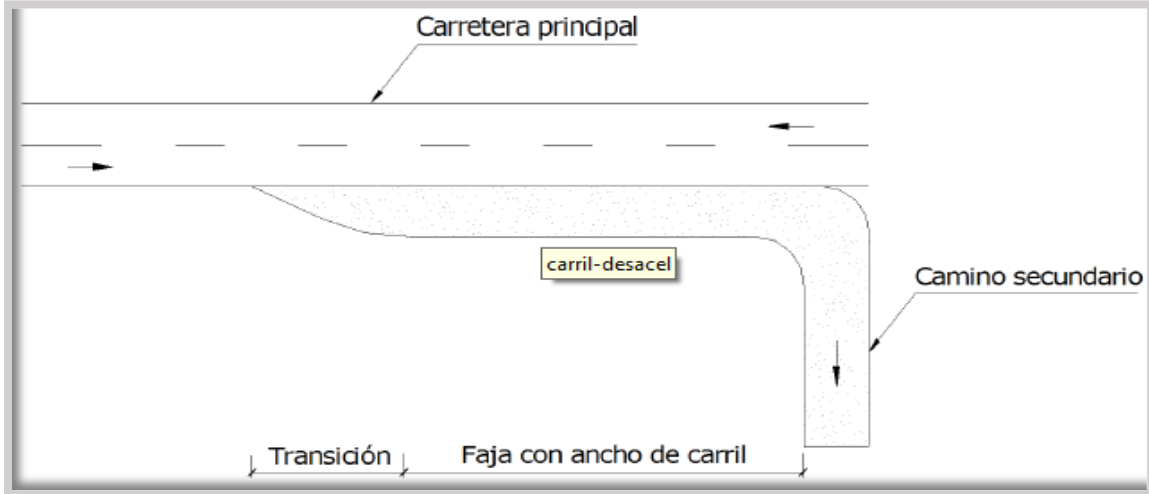 Carretera principal
carril-desacel
Camino secundario
Transición
Faja con ancho de carril